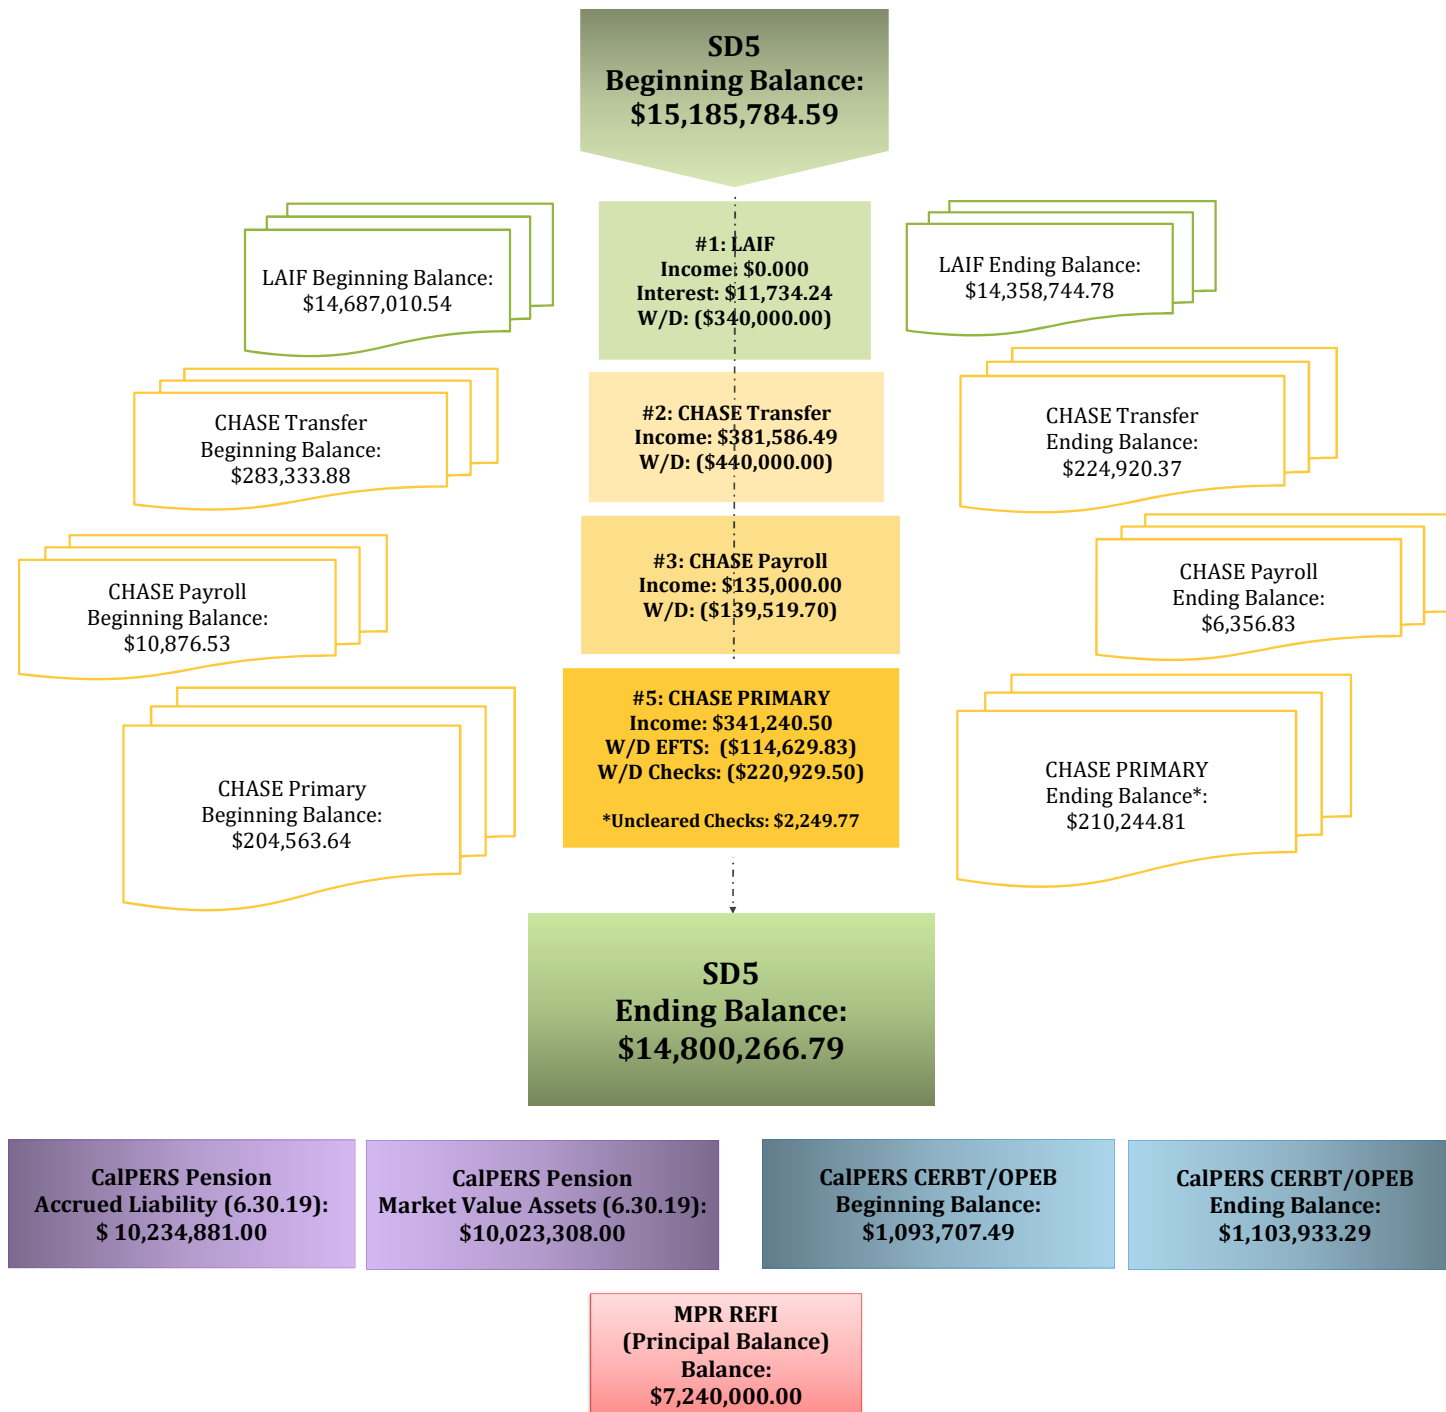 SD5
Beginning Balance:
$15,185,784.59
LAIF Beginning Balance:
$14,687,010.54
#1: LAIF
Income: $0.000
Interest: $11,734.24
W/D: ($340,000.00)
LAIF Ending Balance:
$14,358,744.78
CHASE Transfer
Beginning Balance:
$283,333.88
#2: CHASE Transfer
Income: $381,586.49
W/D: ($440,000.00)
CHASE Transfer
Ending Balance:
$224,920.37
CHASE Payroll
Beginning Balance:
$10,876.53
#3: CHASE Payroll
Income: $135,000.00
W/D: ($139,519.70)
CHASE Payroll
Ending Balance:
$6,356.83
CHASE Primary
Beginning Balance:
$204,563.64
#5: CHASE PRIMARY
Income: $341,240.50
W/D EFTS:  ($114,629.83)
W/D Checks: ($220,929.50)
*Uncleared Checks: $2,249.77
CHASE PRIMARY
Ending Balance*:
$210,244.81
SD5
Ending Balance:
$14,800,266.79
CalPERS Pension
Accrued Liability (6.30.19):
$ 10,234,881.00
CalPERS Pension
Market Value Assets (6.30.19):
$10,023,308.00
CalPERS CERBT/OPEB
Beginning Balance:
$1,093,707.49
CalPERS CERBT/OPEB
Ending Balance:
$1,103,933.29
MPR REFI
(Principal Balance)
Balance:
$7,240,000.00